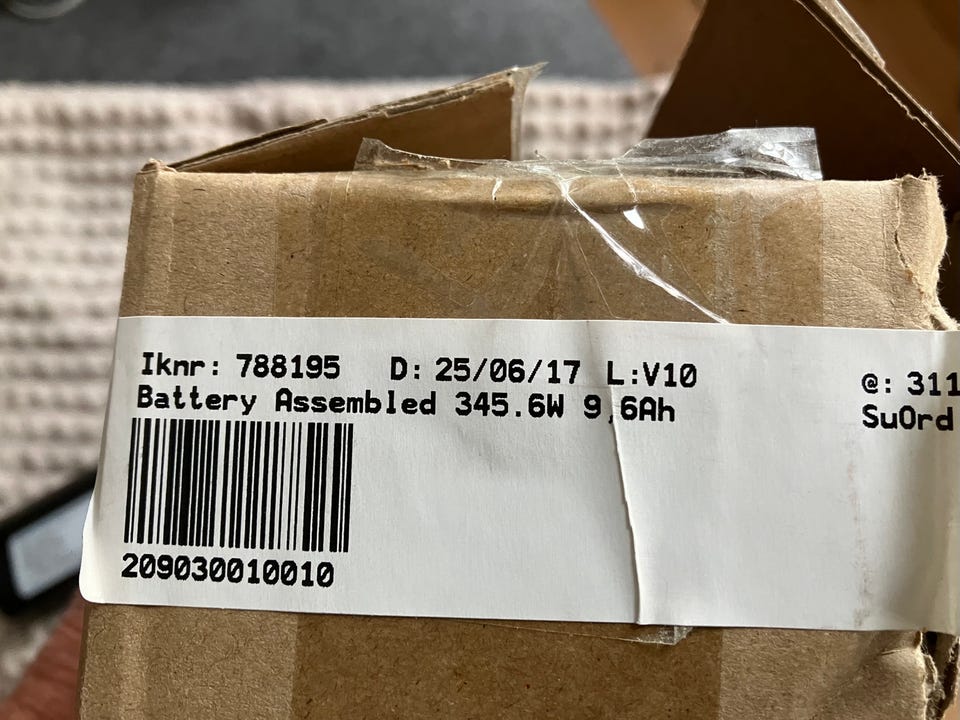 Iknr: 788195 D: 25/06/17 L:V10 @: 311
Battery Assembled 345.6W 9,6Ah SuOrd
209030010010